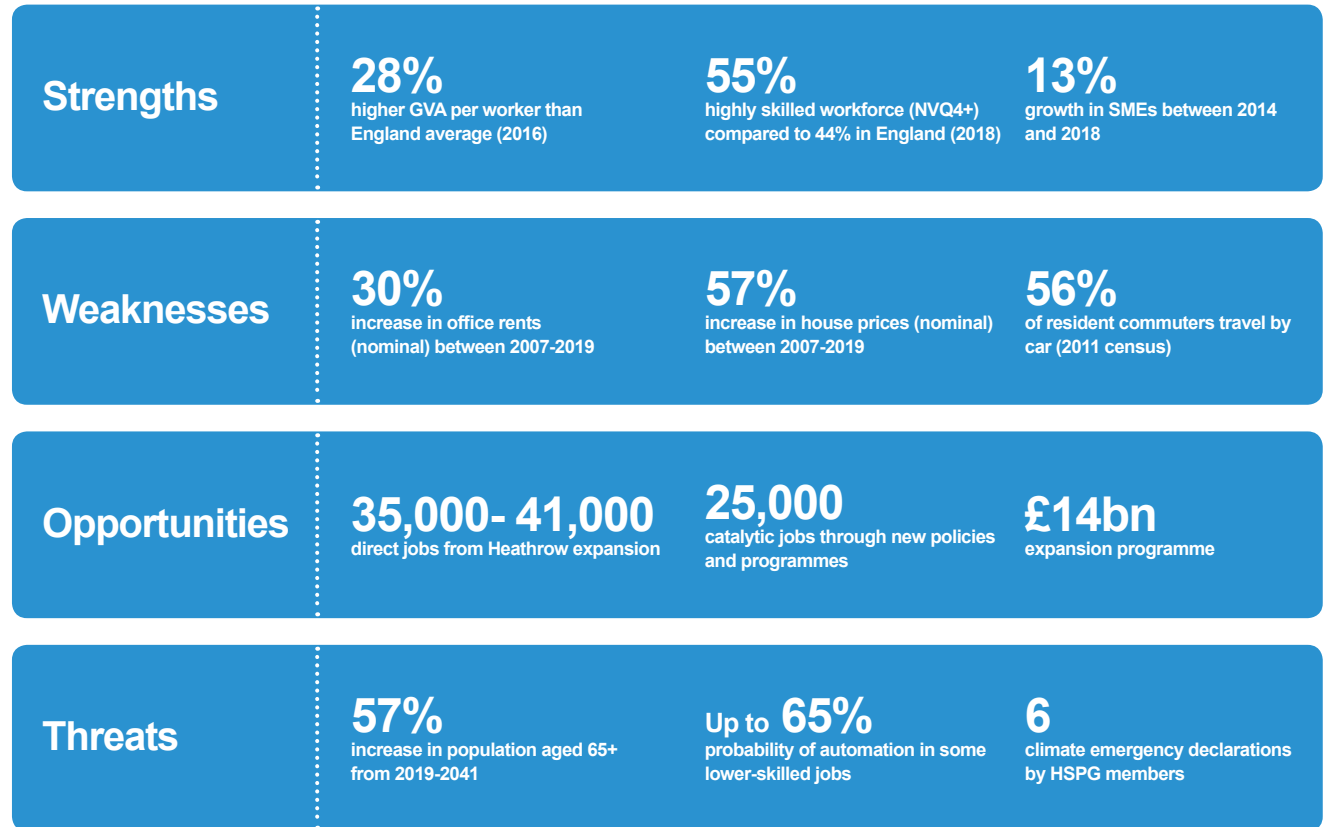 Strengths
28%
higher GVA per worker than
England average (2016)
55%
highly skilled workforce (NVQ4+)
compared to 44% in England (2018)
13%
growth in SMEs between 2014
and 2018
Weaknesses
30%
increase in office rents
(nominal) between 2007-2019
57%
increase in house prices (nominal)
between 2007-2019
56%
of resident commuters travel by
car (2011 census)
Opportunities
35,000- 41,000
direct jobs from Heathrow expansion
25,000
catalytic jobs through new policies
and programmes
£14bn
expansion programme
Threats
57%
increase in population aged 65+
from 2019-2041
Up to 65%
probability of automation in some
lower-skilled jobs
6
climate emergency declarations
by HSPG members